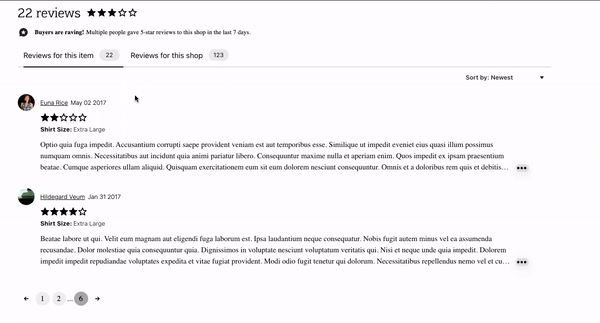 22 reviews
Buyers are raving! Multiple people gave 5-star reviews to this shop in the last 7 days.
Reviews for this item 22 Reviews for this shop 123
Sort by: Newest
Euna Rice May 02 2017
Shirt Size: Extra Large
Optio quia fuga impedit. Accusantium corrupti saepe provident veniam est aut temporibus esse. Similique ut impedit eveniet eius quasi illum possimus
numquam omnis. Necessitatibus aut incidunt quia animi pariatur libero. Consequuntur maxime nulla et aperiam enim. Quos impedit ex ipsam praesentium
beatae. Cumque asperiores ullam aliquid. Quisquam exercitationem eum sit eum dolorem nesciunt consequatur. Omnis et a doloribus rem quis et debitis…
Hildegard Veum Jan 31 2017
Shirt Size: Extra Large
Beatae labore ut qui. Velit eum magnam aut eligendi fuga laborum est. Ipsa laudantium neque consequatur. Nobis fugit autem minus vel ea assumenda
recusandae. Dolor molestiae quia consequuntur quia. Dignissimos in voluptate nesciunt voluptatum veritatis qui. Nisi et neque unde quia impedit. Dolorem
impedit impedit repudiandae voluptates expedita et vitae fugiat provident. Modi odio fugit tenetur qui dolorum. Necessitatibus repellendus nemo vel et cu…
1 2 ... 6